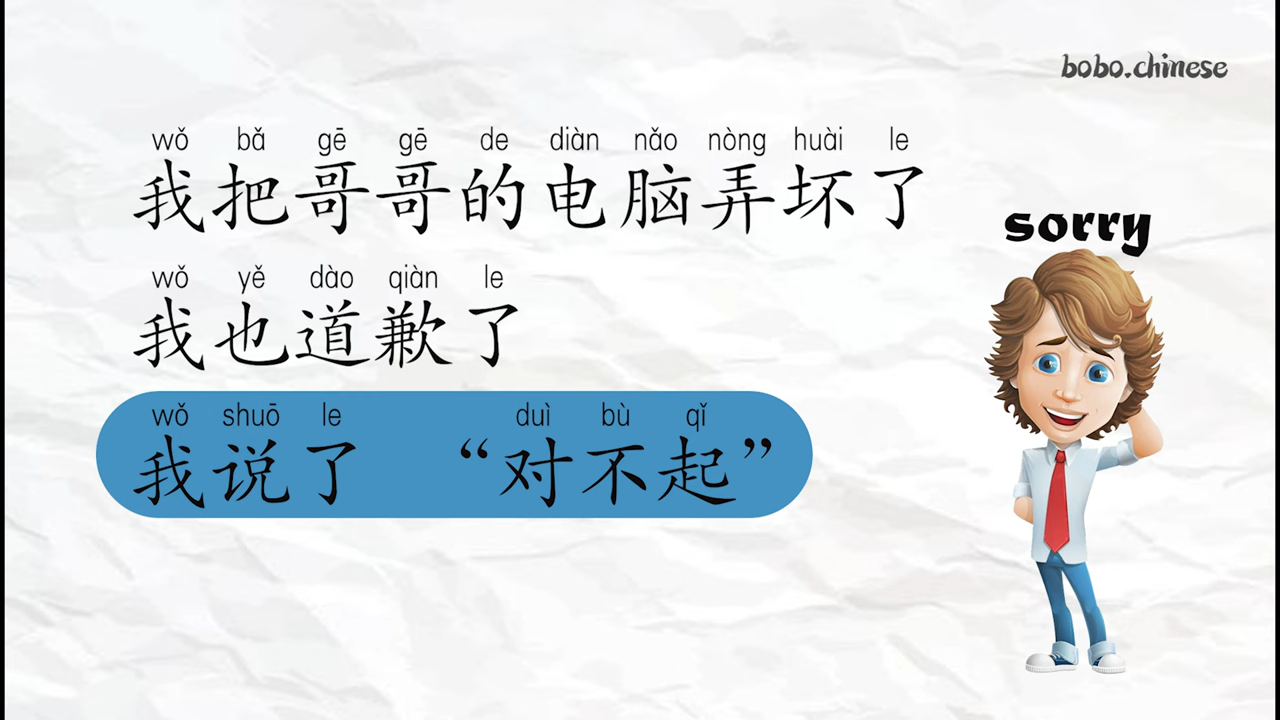 bobo.chinese
wǒ bǎ gē gē de diàn nǎo nòng huài le
我把哥哥的电脑弄坏了
sorry
wǒ yě dào qiàn le
我也道歉了
wǒ shuō le duì bù qǐ
我说了 “对不起”